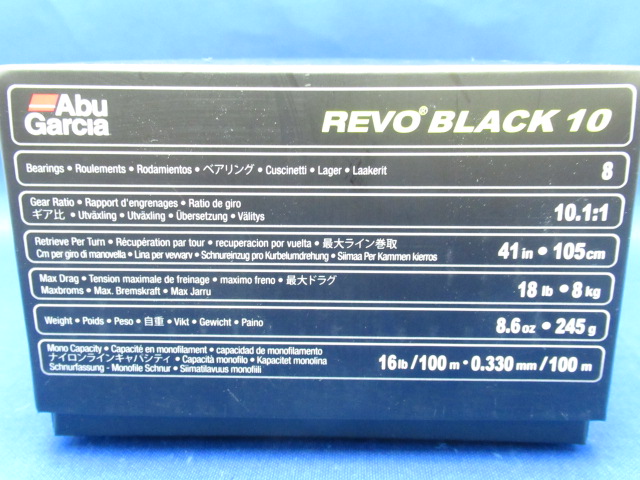 Abu
Garcia
REVO® BLACK 10
Bearings • Roulements • Rodamientos • ベアリング • Cuscinetti • Lager • Laakerit
8
Gear Ratio • Rapport d'engrenages • Ratio de giro
ギア比 • Utväxling • Utväxling • Übersetzung • Välitys
10.1:1
Retrieve Per Turn • Récupération par tour • recuperacion por vuelta • 最大ライン巻取
Cm per giro di manovella • Lina per vevvarv • Schnureinzug pro Kurbelumdrehung • Siimaa Per Kammen kierros
41 in • 105cm
Max Drag • Tension maximale de freinage • maximo freno • 最大ドラグ
Maxbroms • Max. Bremskraft • Max Jarru
18 lb • 8 kg
Weight • Poids • Peso • 自重 • Vikt • Gewicht • Paino
8.6oz • 245 g
Mono Capacity • Capacité en monofilament • capacidad de monofilamento
ナイロンラインキャパシティ • Capacità monofilo • Kapacitet monolina
Schnurfassung - Monofile Schnur • Siimatilavuus monofiili
16 lb/100 m • 0.330 mm/100 m